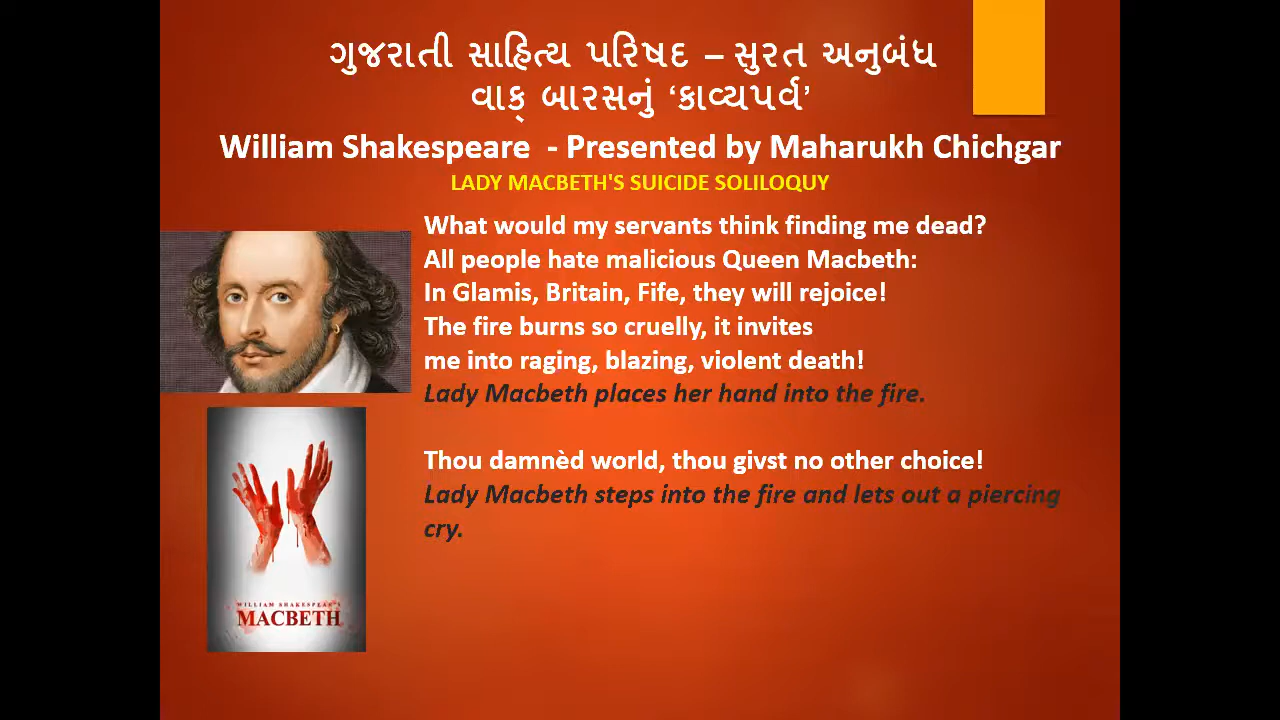 ગુજરાતી સાહિત્ય પરિષદ – સુરત અનુબંધ
વાક્ બારસનું ‘કાવ્યપર્વ’
William Shakespeare - Presented by Maharukh Chichgar
LADY MACBETH'S SUICIDE SOLILOQUY
What would my servants think finding me dead?
All people hate malicious Queen Macbeth:
In Glamis, Britain, Fife, they will rejoice!
The fire burns so cruelly, it invites
me into raging, blazing, violent death!
Lady Macbeth places her hand into the fire.
Thou damnèd world, thou givst no other choice!
Lady Macbeth steps into the fire and lets out a piercing
cry.
WILLIAM SHAKESPEAR'S
MACBETH